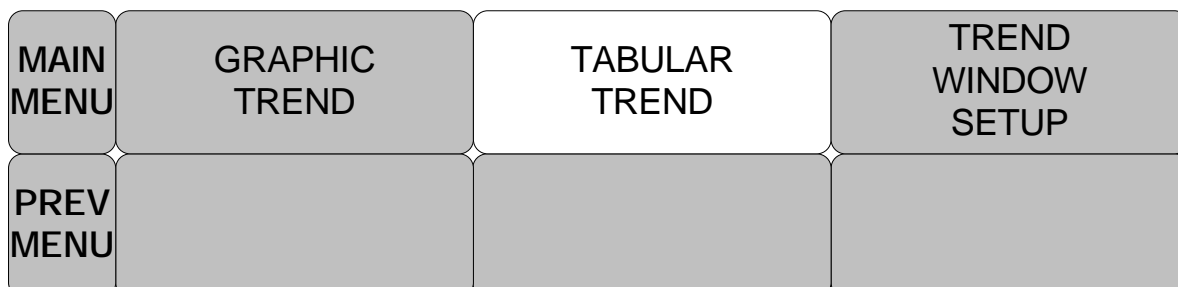 MAIN
MENU
GRAPHIC
TREND
TABULAR
TREND
TREND
WINDOW
SETUP
PREV
MENU